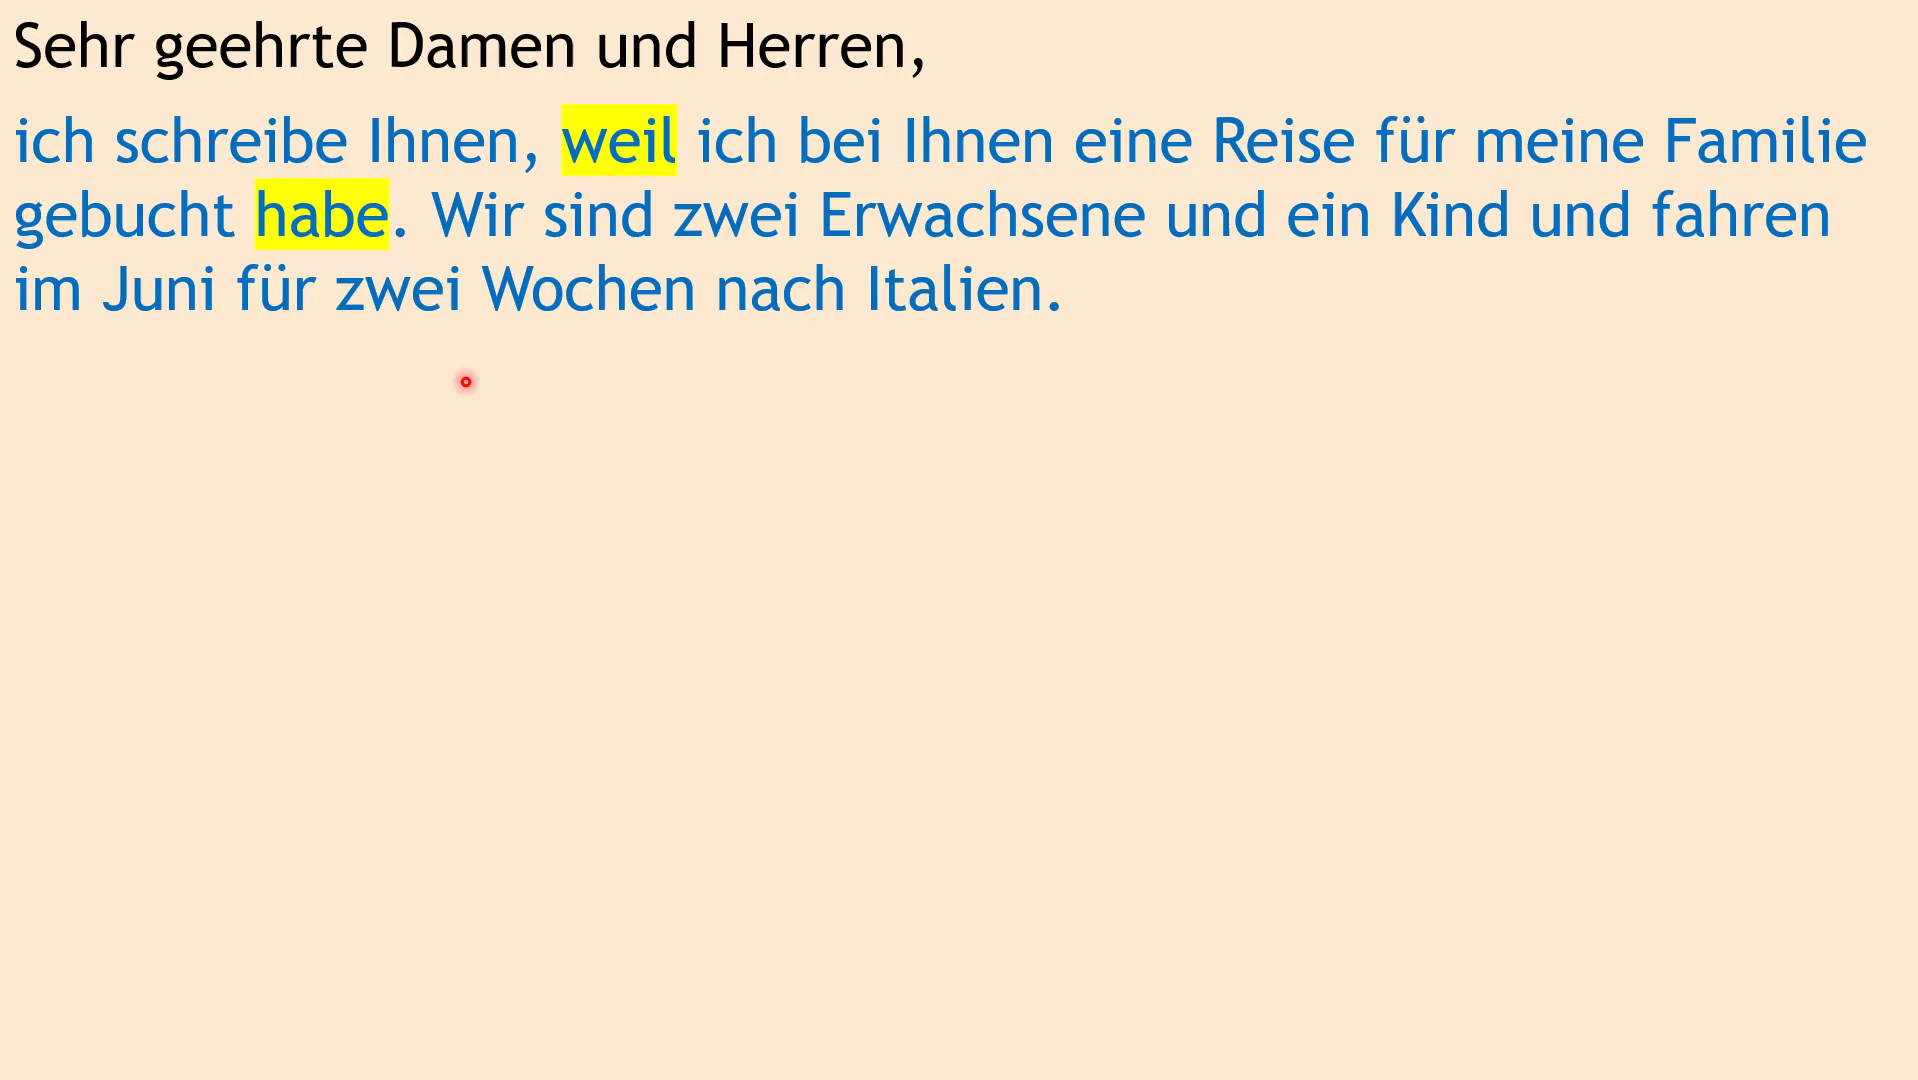 Sehr geehrte Damen und Herren,
ich schreibe Ihnen, weil ich bei Ihnen eine Reise für meine Familie
gebucht habe. Wir sind zwei Erwachsene und ein Kind und fahren
im Juni für zwei Wochen nach Italien.